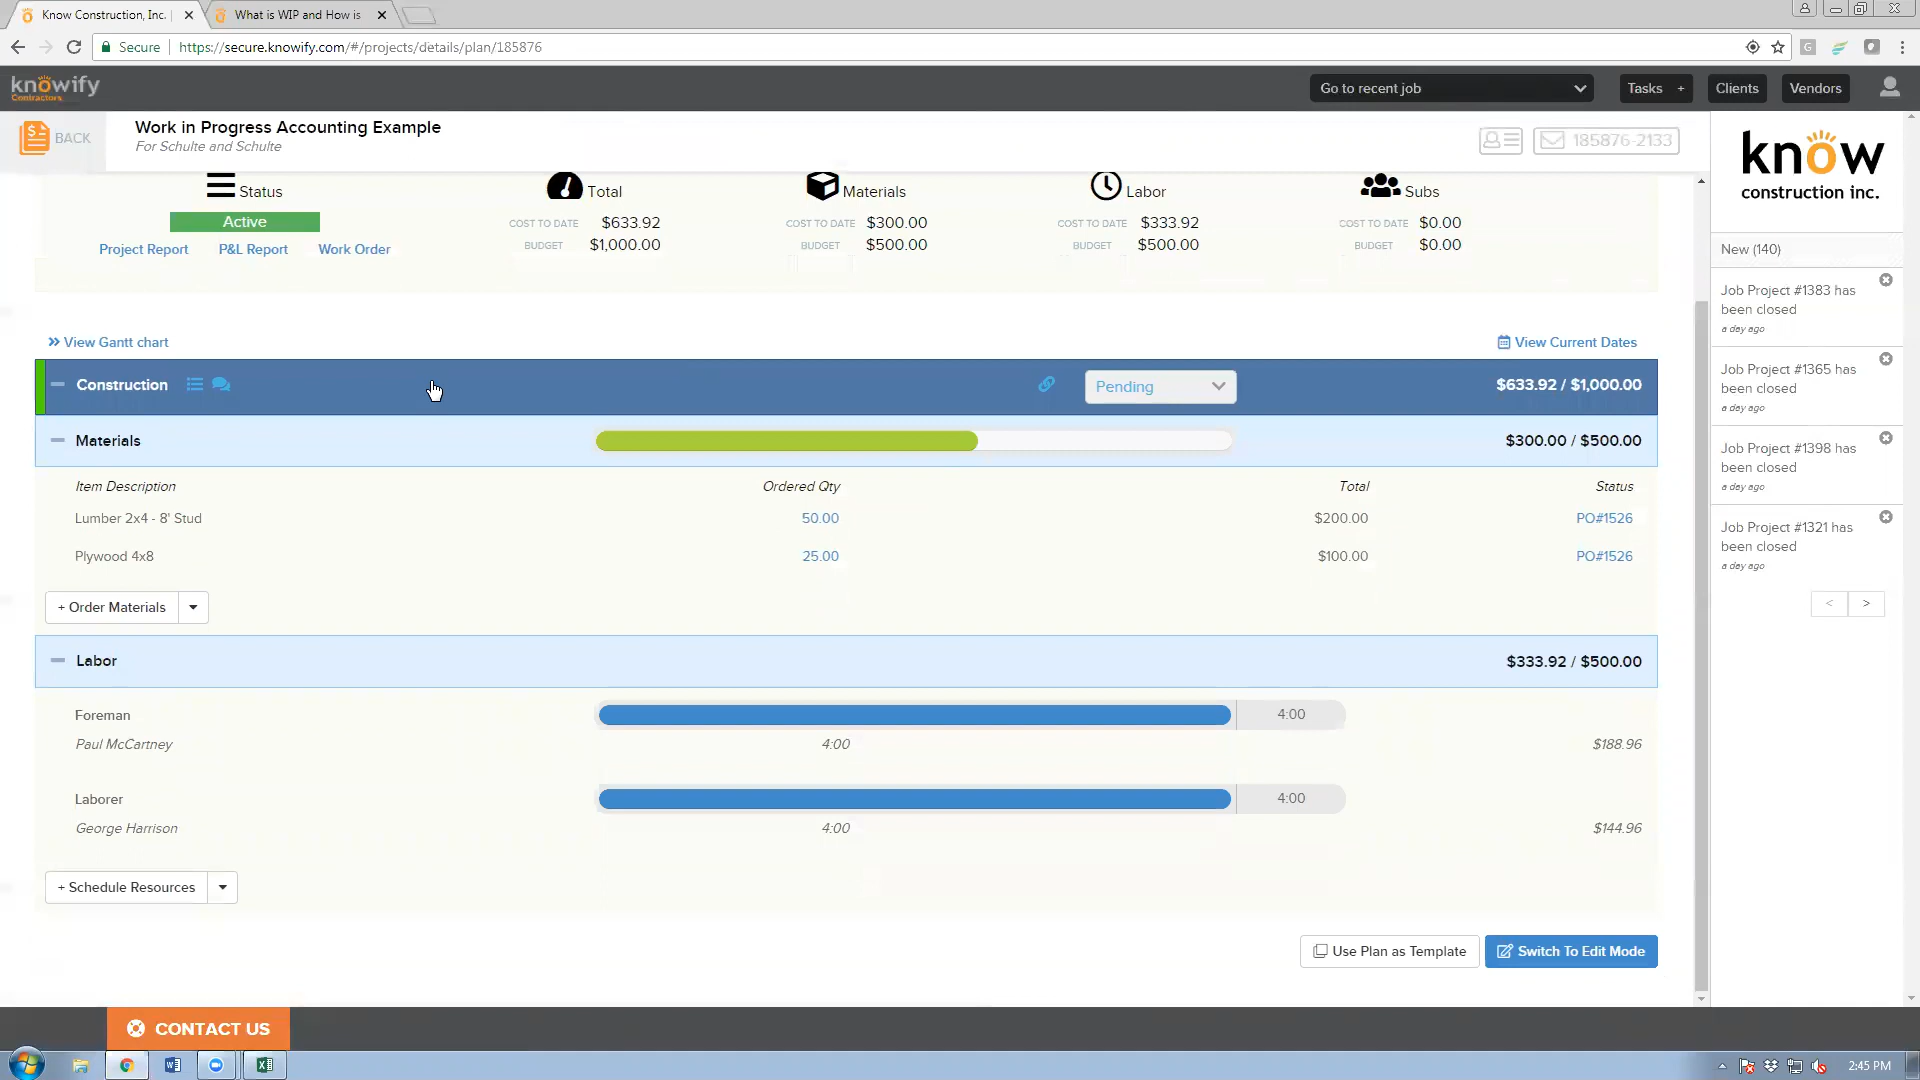 Know Construction, Inc.
What is WIP and How is
Secure
https://secure.knowify.com/#/projects/details/plan/185876
knowify
Contractors
Go to recent job
Tasks +
Clients
Vendors
BACK
Work in Progress Accounting Example
For Schulte and Schulte
185876-2133
know
construction inc.
Status
Active
Project Report
P&L Report
Work Order
Total
COST TO DATE $633.92
BUDGET $1,000.00
Materials
COST TO DATE $300.00
BUDGET $500.00
Labor
COST TO DATE $333.92
BUDGET $500.00
Subs
COST TO DATE $0.00
BUDGET $0.00
View Gantt chart
View Current Dates
Construction
Pending
$633.92 / $1,000.00
Materials
$300.00 / $500.00
Item Description Ordered Qty Total Status
Lumber 2x4 - 8' Stud 50.00 $200.00 PO#1526
Plywood 4x8 25.00 $100.00 PO#1526
+ Order Materials
Labor
$333.92 / $500.00
Foreman 4:00
Paul McCartney 4:00 $188.96
Laborer 4:00
George Harrison 4:00 $144.96
+ Schedule Resources
Use Plan as Template
Switch To Edit Mode
New (140)
Job Project #1383 has
been closed
a day ago
Job Project #1365 has
been closed
a day ago
Job Project #1398 has
been closed
a day ago
Job Project #1321 has
been closed
a day ago
< >
CONTACT US
2:45 PM